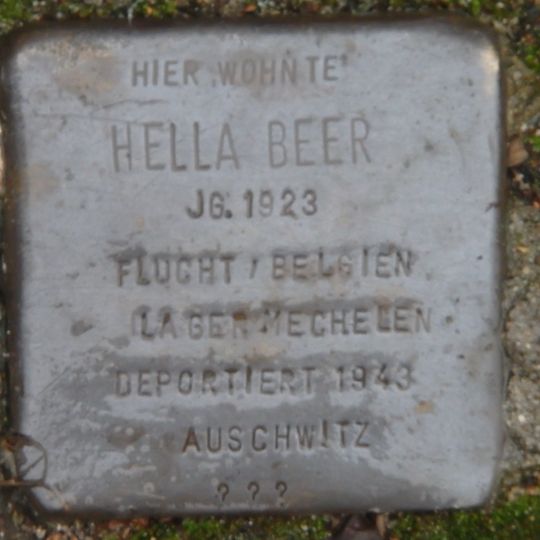 HIER WOHNTE
HELLA BEER
JG. 1923
FLUCHT / BELGIEN
LAGER MECHELEN
DEPORTIERT 1943
AUSCHWITZ
? ? ?